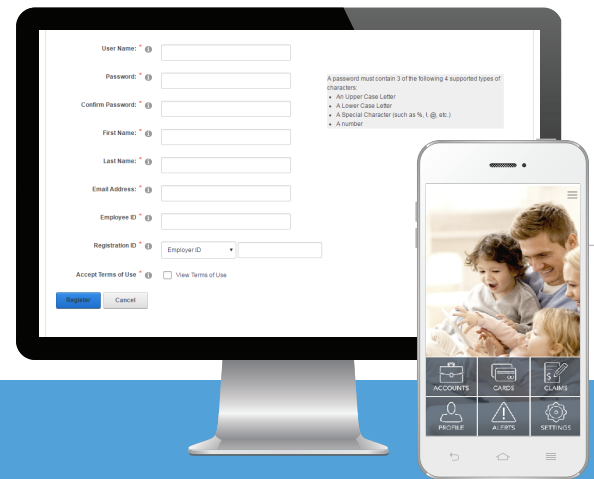 User Name: *
Password: *
A password must contain 3 of the following 4 supported types of
characters:
• An Upper Case Letter
• A Lower Case Letter
• A Special Character (such as %, !, @, etc.)
• A number
Confirm Password: *
First Name: *
Last Name: *
Email Address: *
Employee ID *
Registration ID * Employer ID
Accept Terms of Use * View Terms of Use
Register Cancel
ACCOUNTS CARDS CLAIMS
PROFILE ALERTS SETTINGS